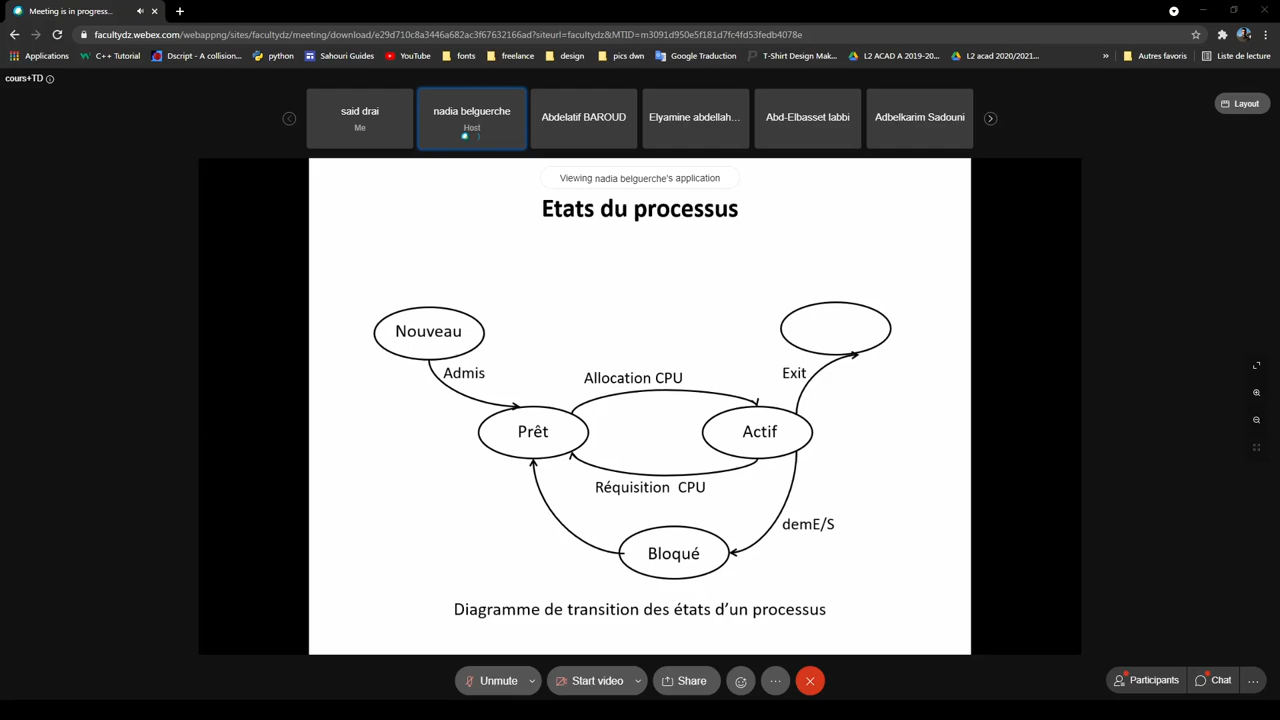 Meeting is in progress...
facultydz.webex.com/webappng/sites/facultydz/meeting/download/e29d710c8a3446a682ac3f67632166ad?siteurl=facultydz&MTID=m3091d950e5f181d7fc4fd53fedb4078e
Applications C++ Tutorial Dscript - A collision... python Sahouri Guides YouTube fonts freelance design pics dwn Google Traduction T-Shirt Design Mak... L2 ACAD A 2019-20... L2 acad 2020/2021... » Autres favoris Liste de lecture
cours+TD
said drai
Me
nadia belguerche
Host
Abdelatif BAROUD
Elyamine abdellah...
Abd-Elbasset labbi
Adbelkarim Sadouni
Layout
Viewing nadia belguerche's application
Etats du processus
Nouveau
Admis
Allocation CPU
Exit
Prêt
Actif
Réquisition CPU
demE/S
Bloqué
Diagramme de transition des états d'un processus
Unmute
Start video
Share
Participants
Chat